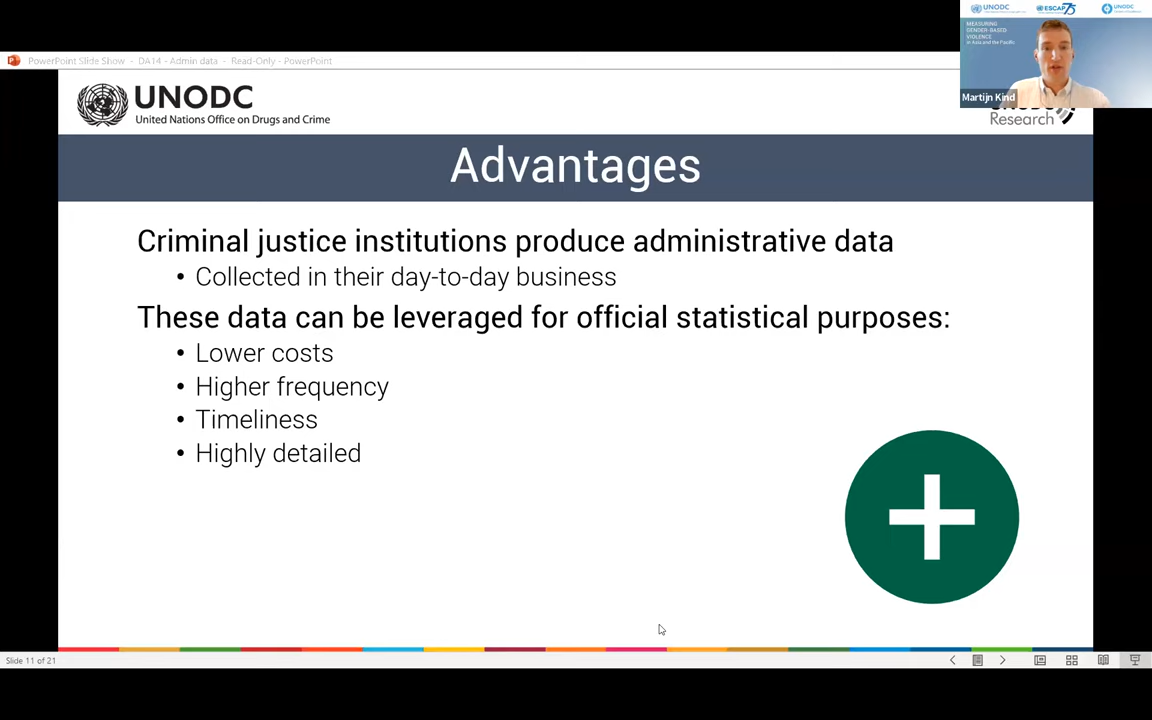 UNODC
ESCAP 75
UNODC
MEASURING
GENDER-BASED
VIOLENCE
in Asia and the Pacific
Martijn Kind
PowerPoint Slide Show - DA14 - Admin data - Read-Only - PowerPoint
UNODC
United Nations Office on Drugs and Crime
Research
Advantages
Criminal justice institutions produce administrative data
• Collected in their day-to-day business
These data can be leveraged for official statistical purposes:
• Lower costs
• Higher frequency
• Timeliness
• Highly detailed
Slide 11 of 21